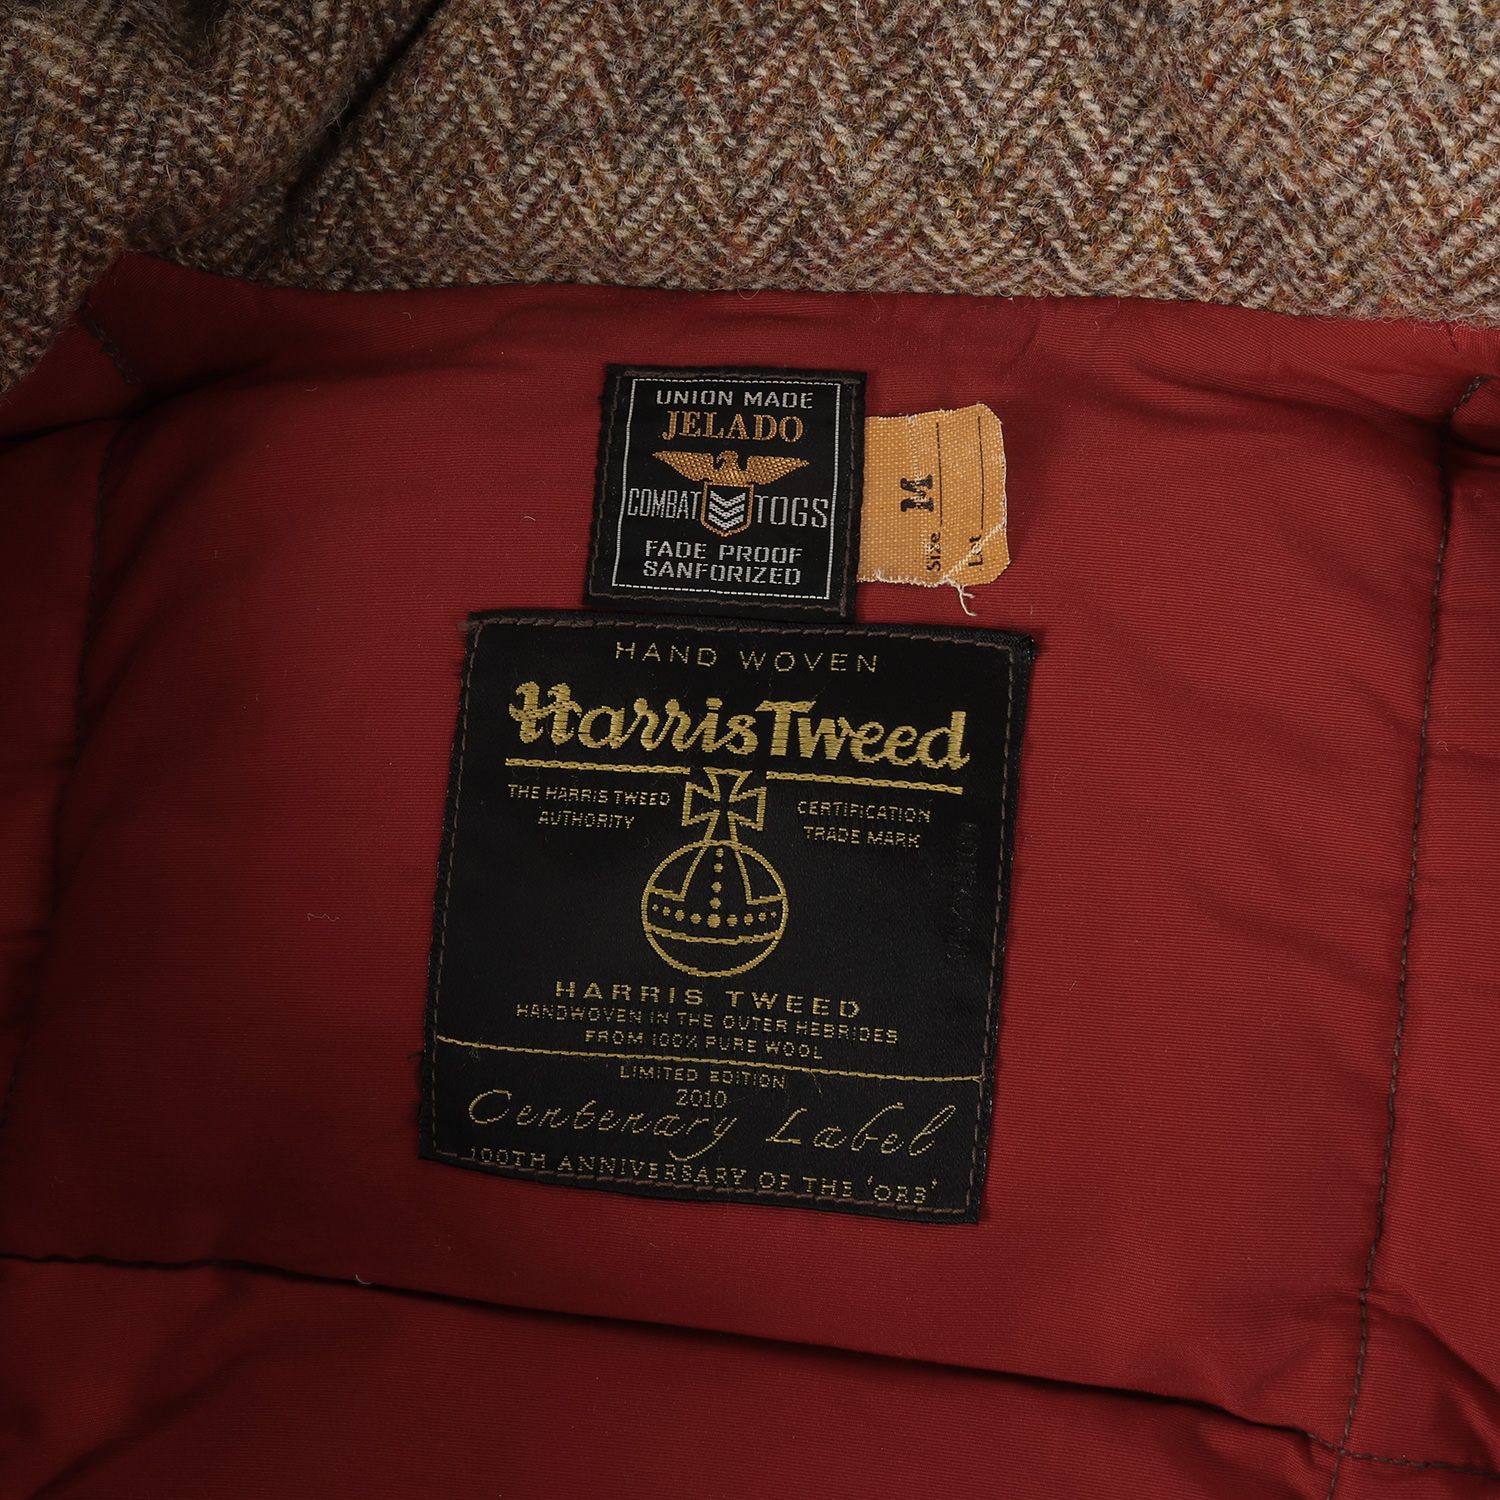 UNION MADE
JELADO
COMBAT TOGS
FADE PROOF
SANFORIZED
Size M
Lot
HAND WOVEN
Harris Tweed
THE HARRIS TWEED AUTHORITY
CERTIFICATION TRADE MARK
HARRIS TWEED
HANDWOVEN IN THE OUTER HEBRIDES
FROM 100% PURE WOOL
LIMITED EDITION
2010
Centenary Label
100TH ANNIVERSARY OF THE 'ORB'